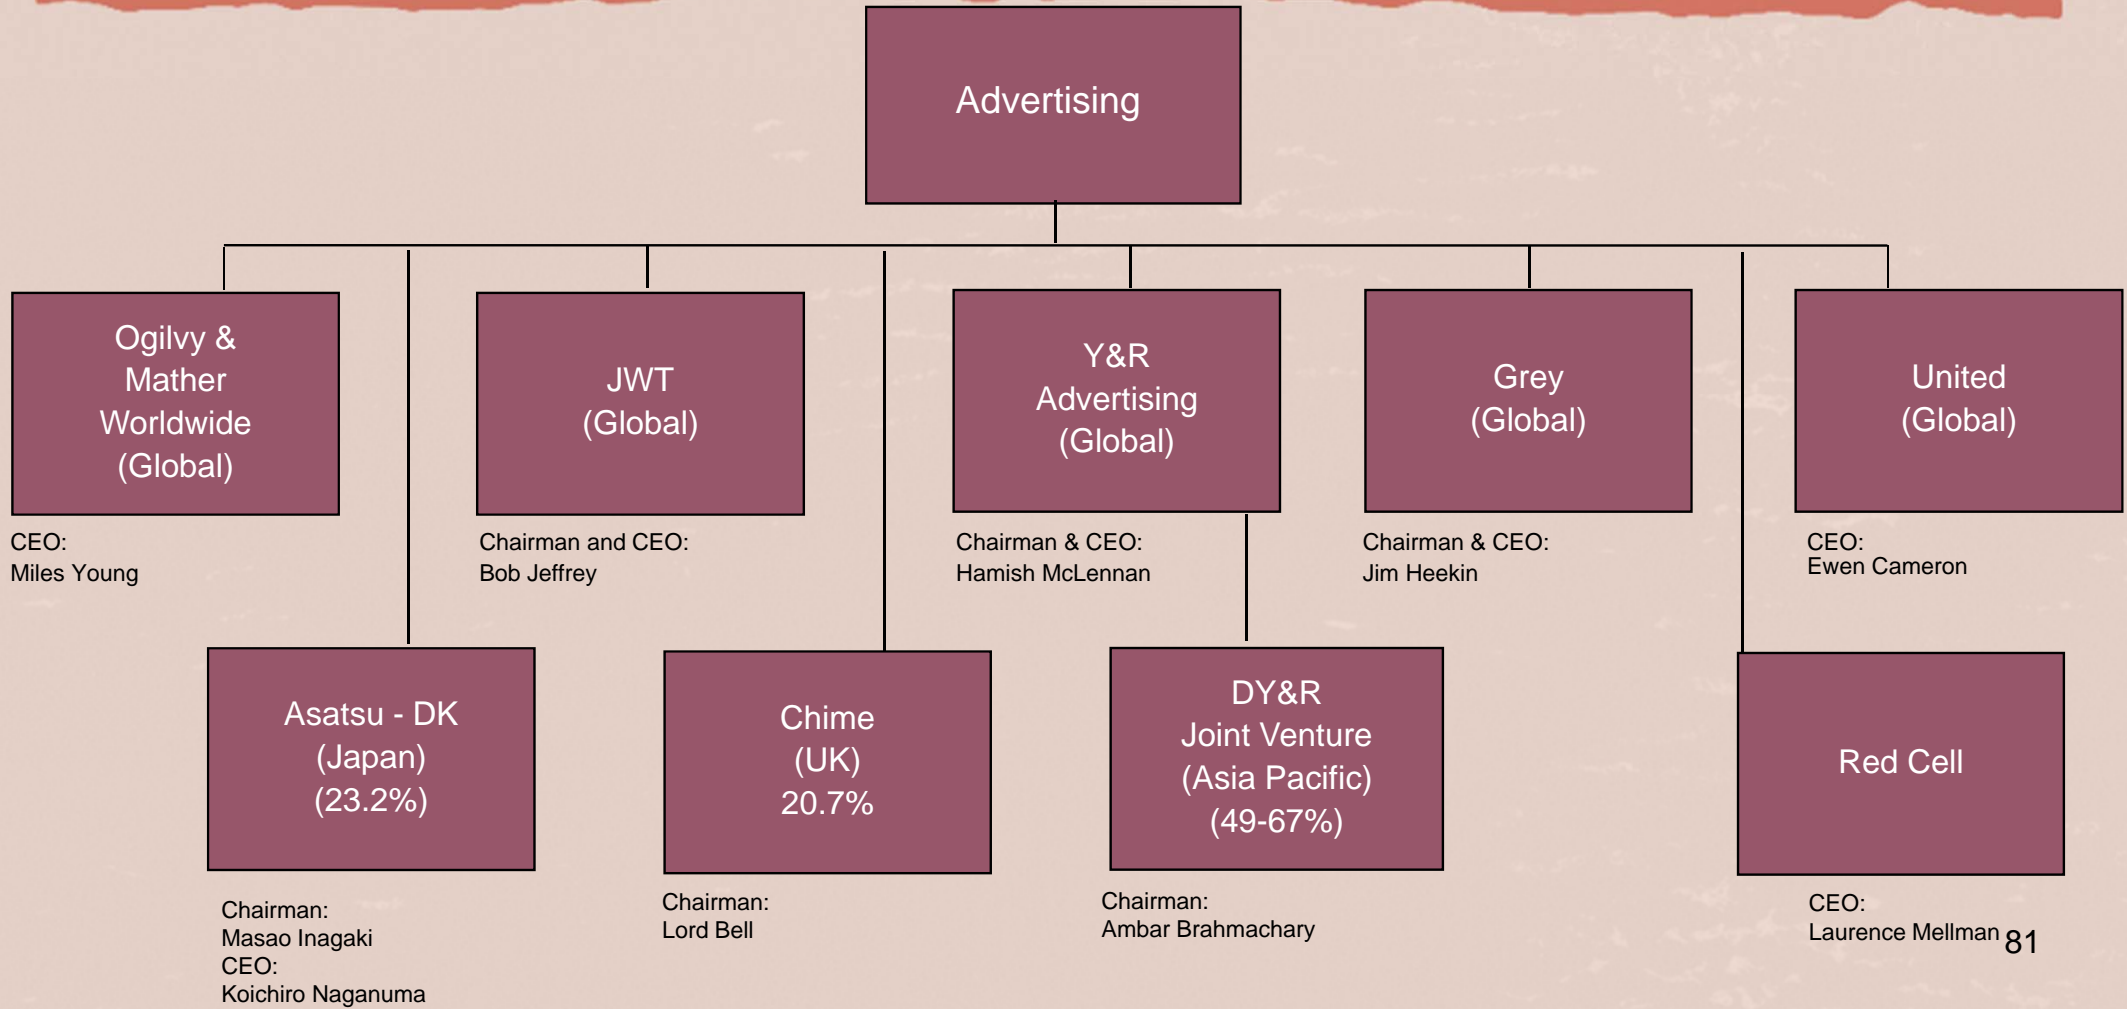 Advertising
Ogilvy &
Mather
Worldwide
(Global)
CEO:
Miles Young
JWT
(Global)
Chairman and CEO:
Bob Jeffrey
Y&R
Advertising
(Global)
Chairman & CEO:
Hamish McLennan
Grey
(Global)
Chairman & CEO:
Jim Heekin
United
(Global)
CEO:
Ewen Cameron
Asatsu - DK
(Japan)
(23.2%)
Chairman:
Masao Inagaki
CEO:
Koichiro Naganuma
Chime
(UK)
20.7%
Chairman:
Lord Bell
DY&R
Joint Venture
(Asia Pacific)
(49-67%)
Chairman:
Ambar Brahmachary
Red Cell
CEO:
Laurence Mellman
81